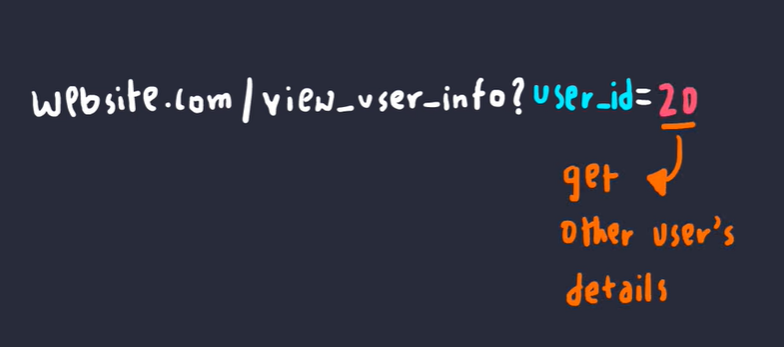 website.com/view_user_info?user_id=20
get
other user's
details